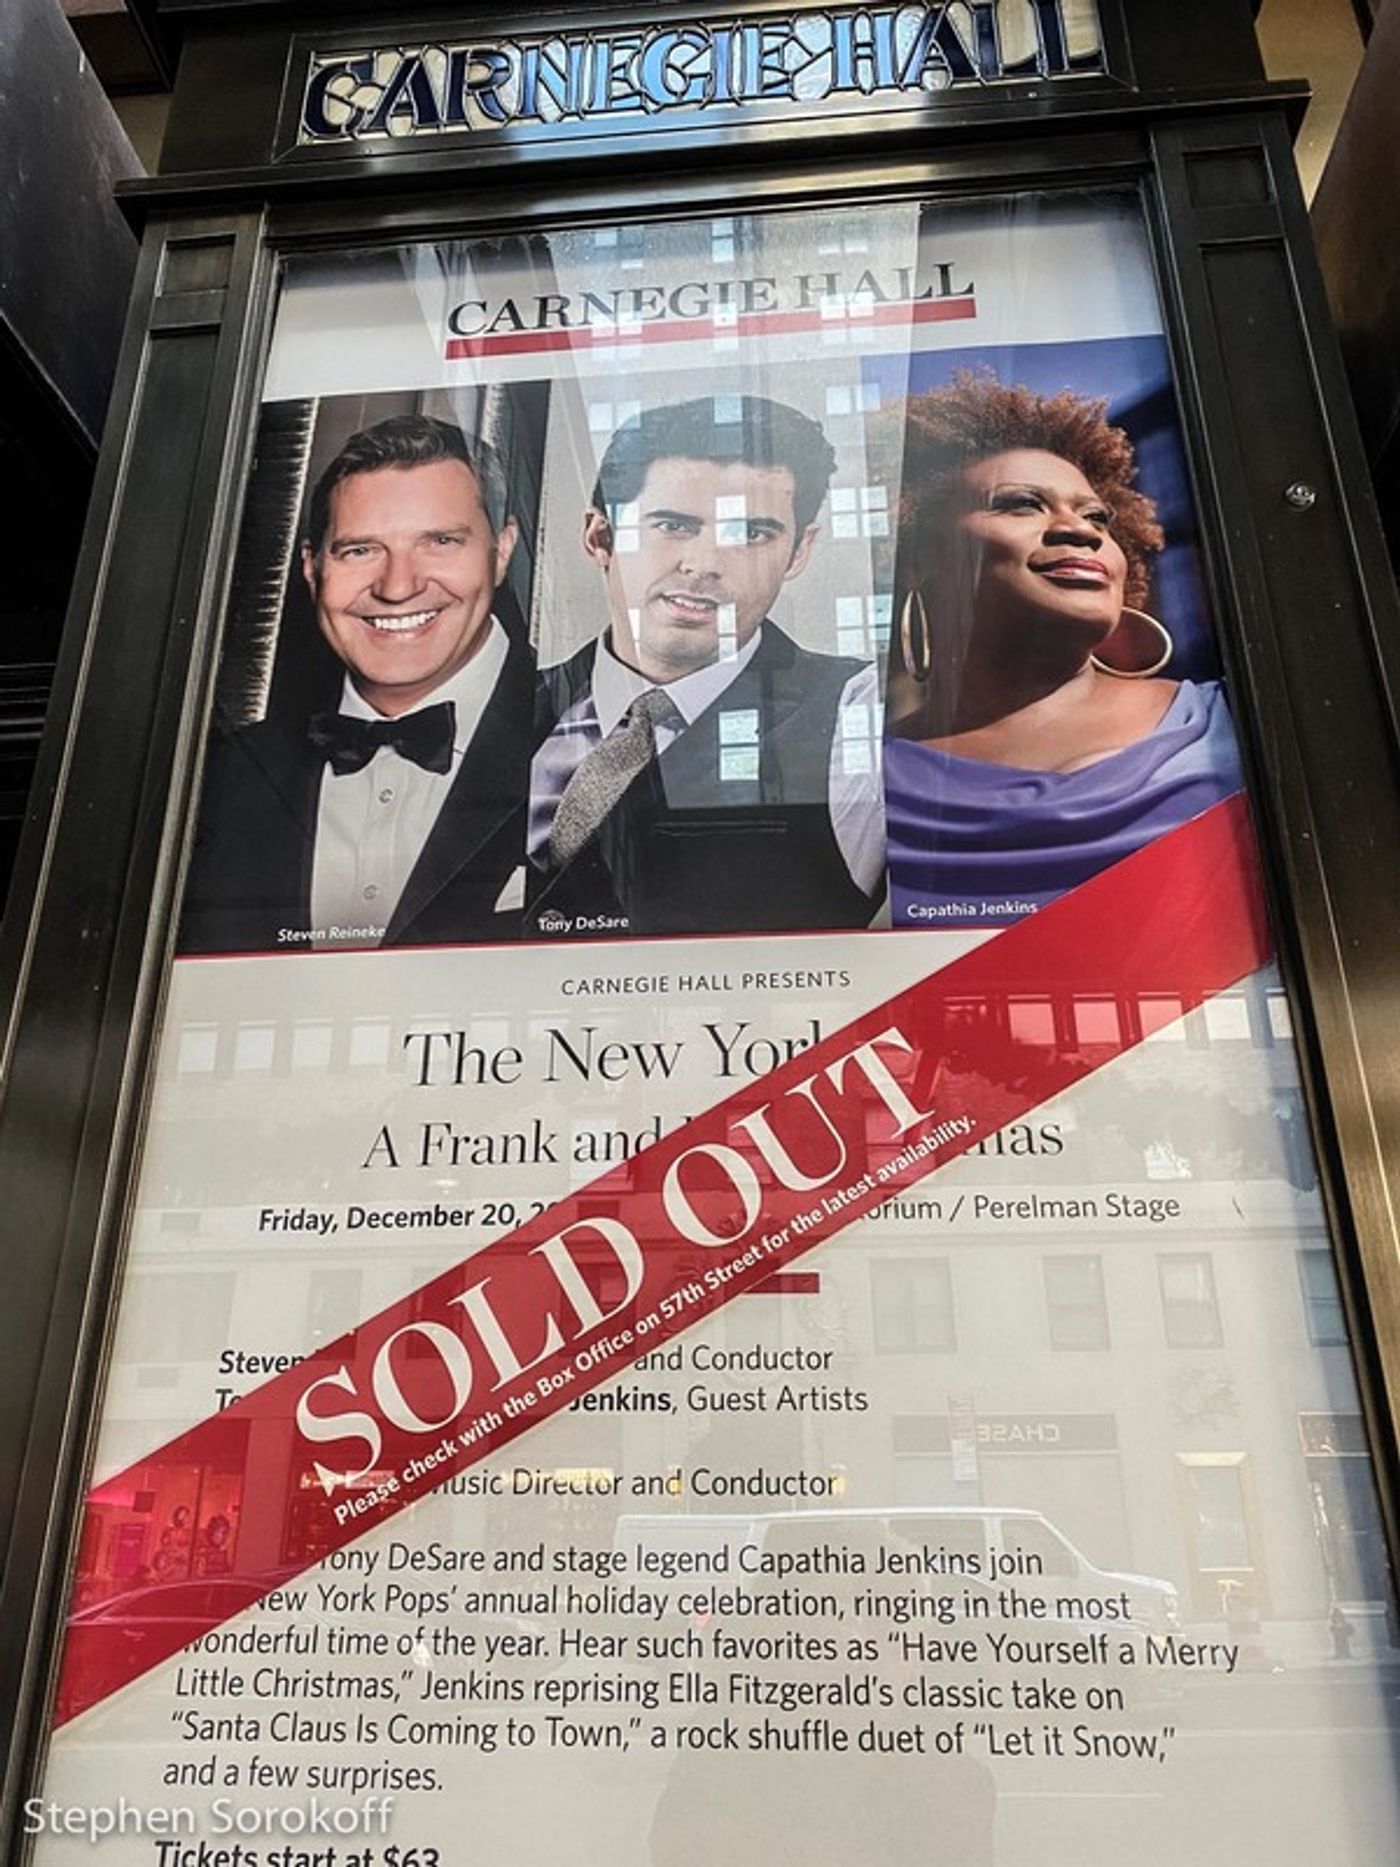 CARNEGIE HALL
CARNEGIE HALL
Steven Reineke
Tony DeSare
Capathia Jenkins
CARNEGIE HALL PRESENTS
The New
A Frank and
Friday, December 20,
/ Perelman Stage
SOLD OUT
Please check with the Box Office on 57th Street for the latest availability.
and Conductor
Jenkins, Guest Artists
Music Director and Conductor
CHASE
Tony DeSare and stage legend Capathia Jenkins join
New York Pops' annual holiday celebration, ringing in the most
wonderful time of the year. Hear such favorites as “Have Yourself a Merry
Little Christmas,” Jenkins reprising Ella Fitzgerald’s classic take on
“Santa Claus Is Coming to Town,” a rock shuffle duet of “Let it Snow,”
and a few surprises.
Stephen Sorokoff
Tickets start at $63